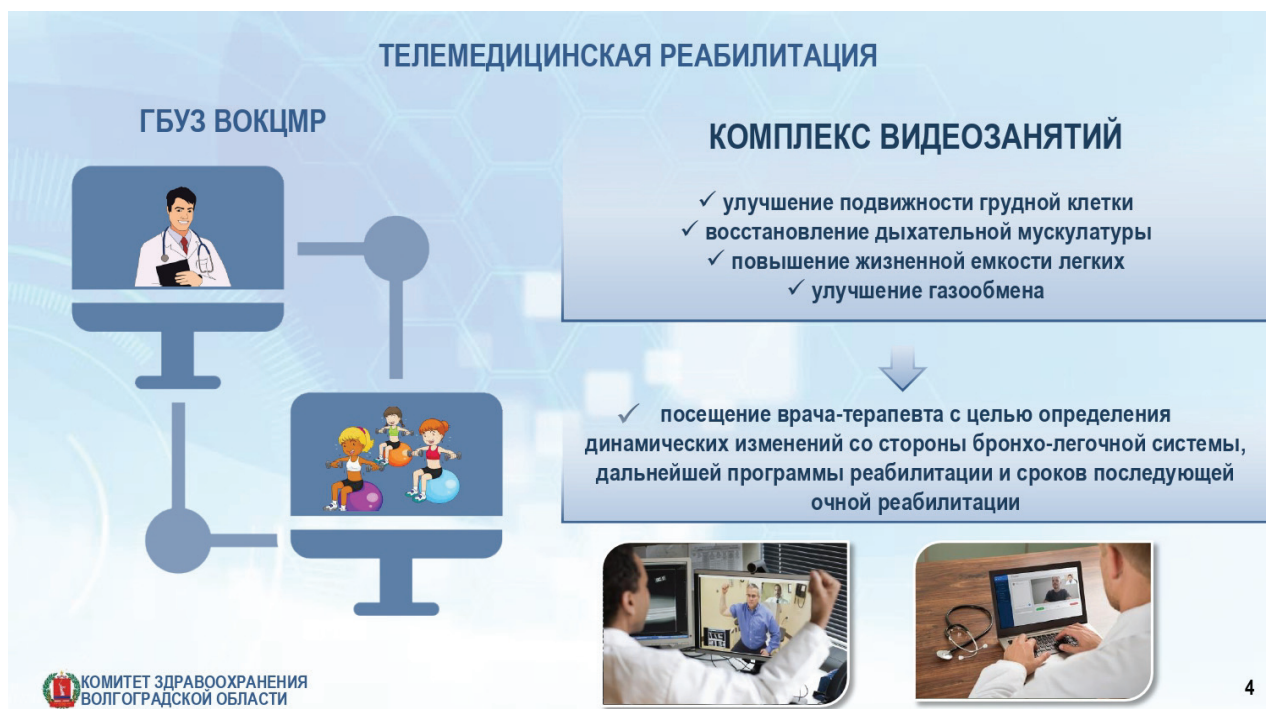 ТЕЛЕМЕДИЦИНСКАЯ РЕАБИЛИТАЦИЯ
ГБУЗ ВОКЦМР
КОМПЛЕКС ВИДЕОЗАНЯТИЙ
✓ улучшение подвижности грудной клетки
✓ восстановление дыхательной мускулатуры
✓ повышение жизненной емкости легких
✓ улучшение газообмена
✓ посещение врача-терапевта с целью определения
динамических изменений со стороны бронхо-легочной системы,
дальнейшей программы реабилитации и сроков последующей
очной реабилитации
КОМИТЕТ ЗДРАВООХРАНЕНИЯ
ВОЛГОГРАДСКОЙ ОБЛАСТИ
4